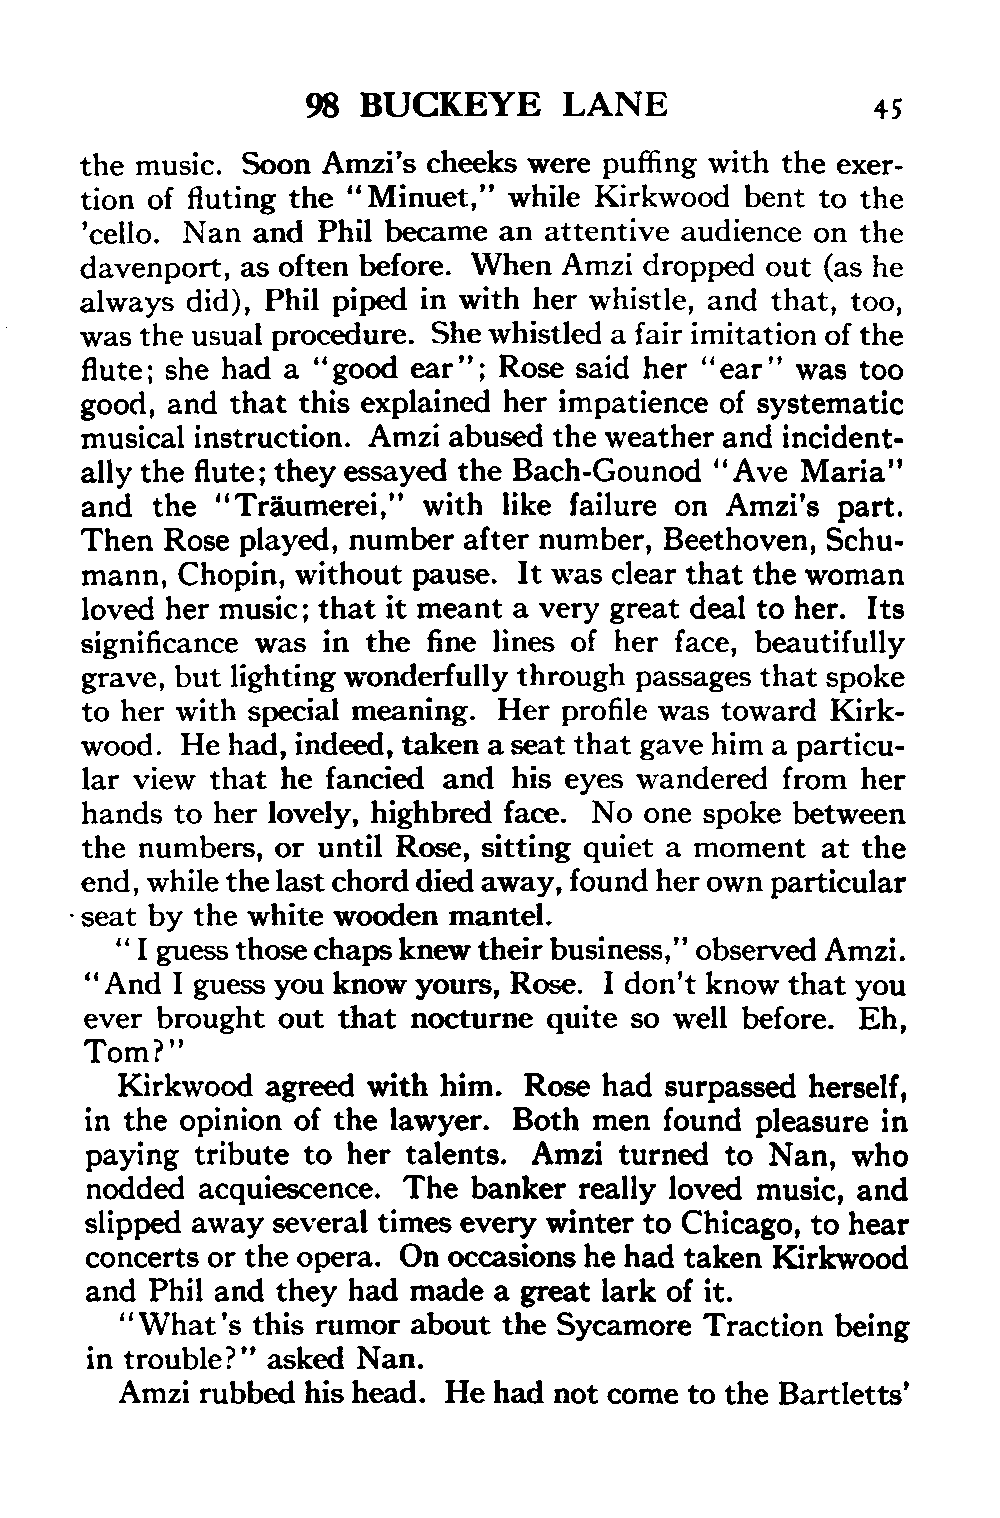 98 BUCKEYE LANE 45
the music. Soon Amzi's cheeks were puffing with the exer-
tion of fluting the "Minuet," while Kirkwood bent to the
'cello. Nan and Phil became an attentive audience on the
davenport, as often before. When Amzi dropped out (as he
always did), Phil piped in with her whistle, and that, too,
was the usual procedure. She whistled a fair imitation of the
flute; she had a "good ear"; Rose said her "ear" was too
good, and that this explained her impatience of systematic
musical instruction. Amzi abused the weather and incident-
ally the flute; they essayed the Bach-Gounod "Ave Maria"
and the "Träumerei," with like failure on Amzi's part.
Then Rose played, number after number, Beethoven, Schu-
mann, Chopin, without pause. It was clear that the woman
loved her music; that it meant a very great deal to her. Its
significance was in the fine lines of her face, beautifully
grave, but lighting wonderfully through passages that spoke
to her with special meaning. Her profile was toward Kirk-
wood. He had, indeed, taken a seat that gave him a particu-
lar view that he fancied and his eyes wandered from her
hands to her lovely, highbred face. No one spoke between
the numbers, or until Rose, sitting quiet a moment at the
end, while the last chord died away, found her own particular
seat by the white wooden mantel.
"I guess those chaps knew their business," observed Amzi.
"And I guess you know yours, Rose. I don't know that you
ever brought out that nocturne quite so well before. Eh,
Tom?"
Kirkwood agreed with him. Rose had surpassed herself,
in the opinion of the lawyer. Both men found pleasure in
paying tribute to her talents. Amzi turned to Nan, who
nodded acquiescence. The banker really loved music, and
slipped away several times every winter to Chicago, to hear
concerts or the opera. On occasions he had taken Kirkwood
and Phil and they had made a great lark of it.
"What's this rumor about the Sycamore Traction being
in trouble?" asked Nan.
Amzi rubbed his head. He had not come to the Bartletts'